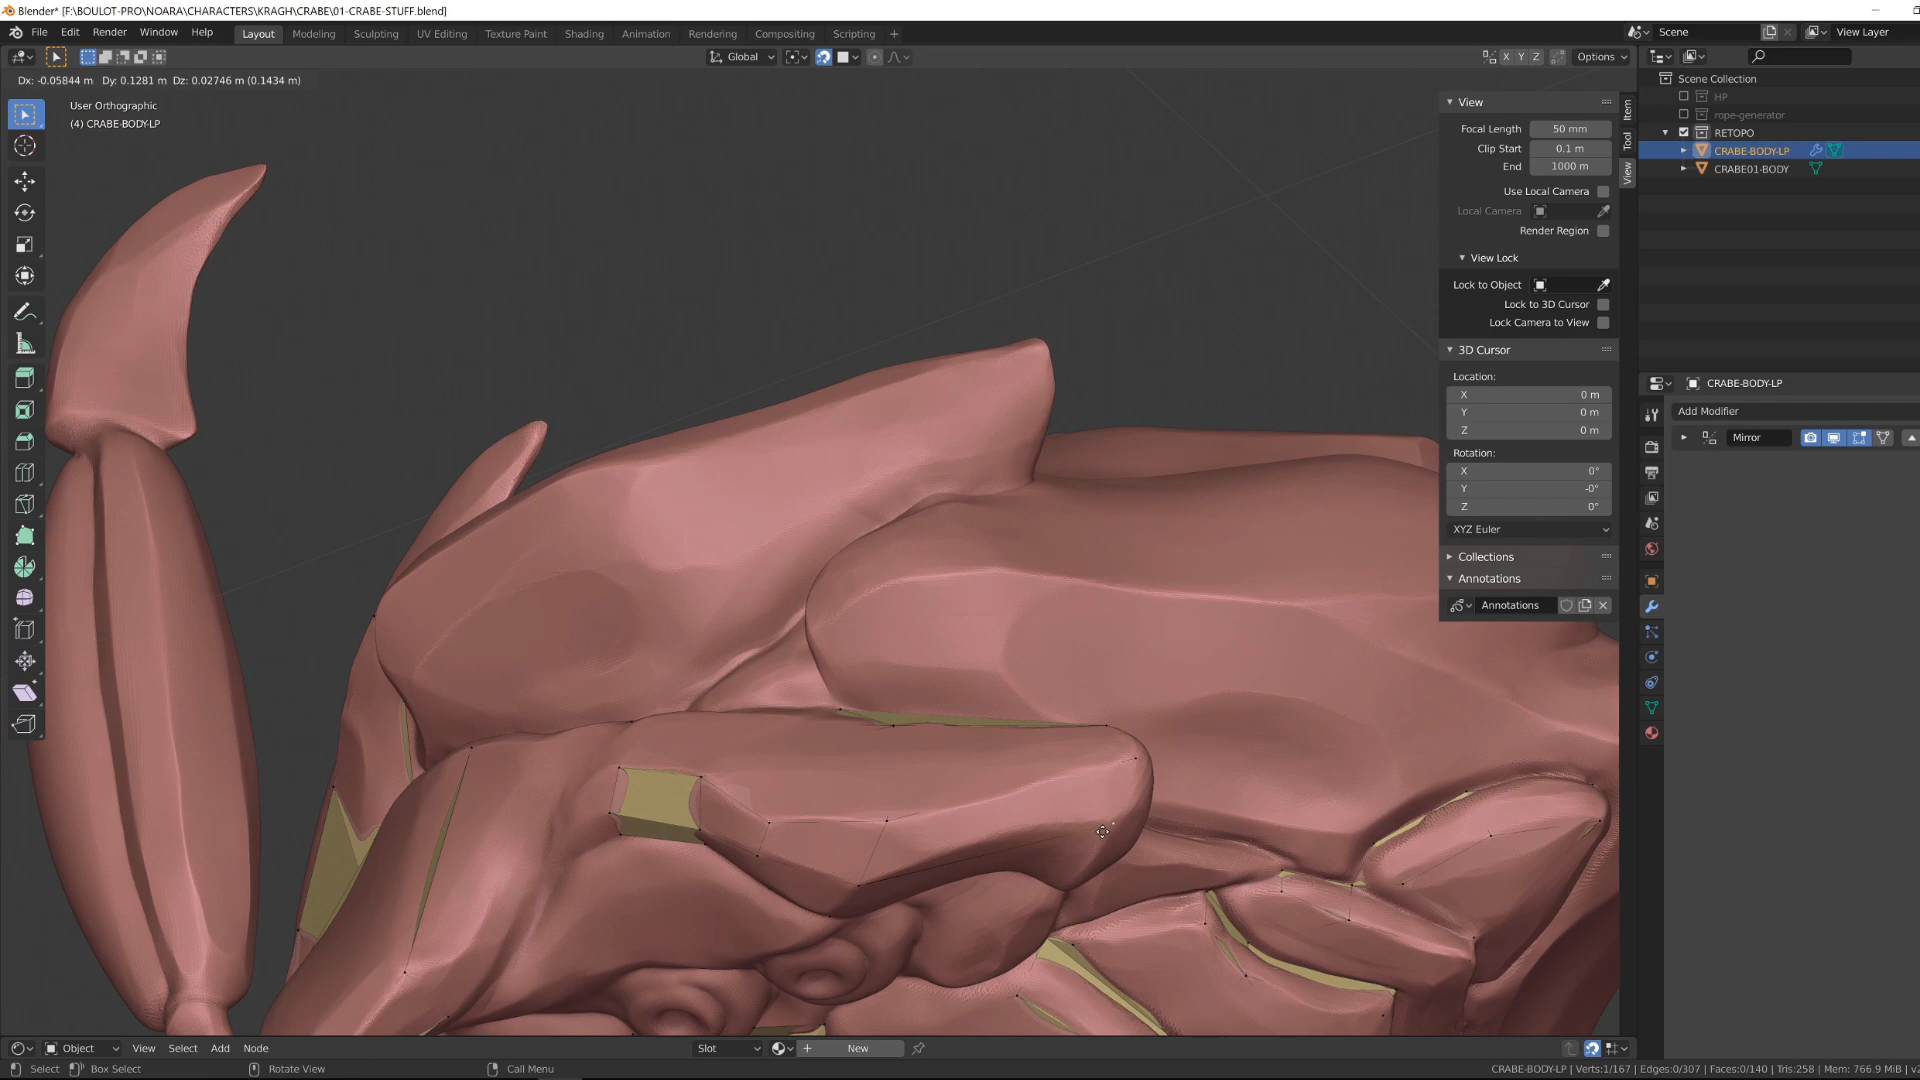 Blender* [F:\BOULOT-PRO\NOARA\CHARACTERS\KRAGH\CRABE\01-CRABE-STUFF.blend]
File Edit Render Window Help Layout Modeling Sculpting UV Editing Texture Paint Shading Animation Rendering Compositing Scripting + Scene View Layer
Global X Y Z Options
Dx: -0.05844 m Dy: 0.1281 m Dz: 0.02746 m (0.1434 m)
User Orthographic
(4) CRABE-BODY-LP
View
Focal Length 50 mm
Clip Start 0.1 m
End 1000 m
Use Local Camera
Local Camera
Render Region
View Lock
Lock to Object
Lock to 3D Cursor
Lock Camera to View
3D Cursor
Location:
X 0 m
Y 0 m
Z 0 m
Rotation:
X 0°
Y -0°
Z 0°
XYZ Euler
Collections
Annotations
Annotations
Item
Tool
View
Scene Collection
HP
rope-generator
RETOPO
CRABE-BODY-LP
CRABE01-BODY
CRABE-BODY-LP
Add Modifier
Mirror
Object View Select Add Node Slot New
Select Box Select Rotate View Call Menu CRABE-BODY-LP | Verts:1/167 | Edges:0/307 | Faces:0/140 | Tris:258 | Mem: 766.9 MiB | v2